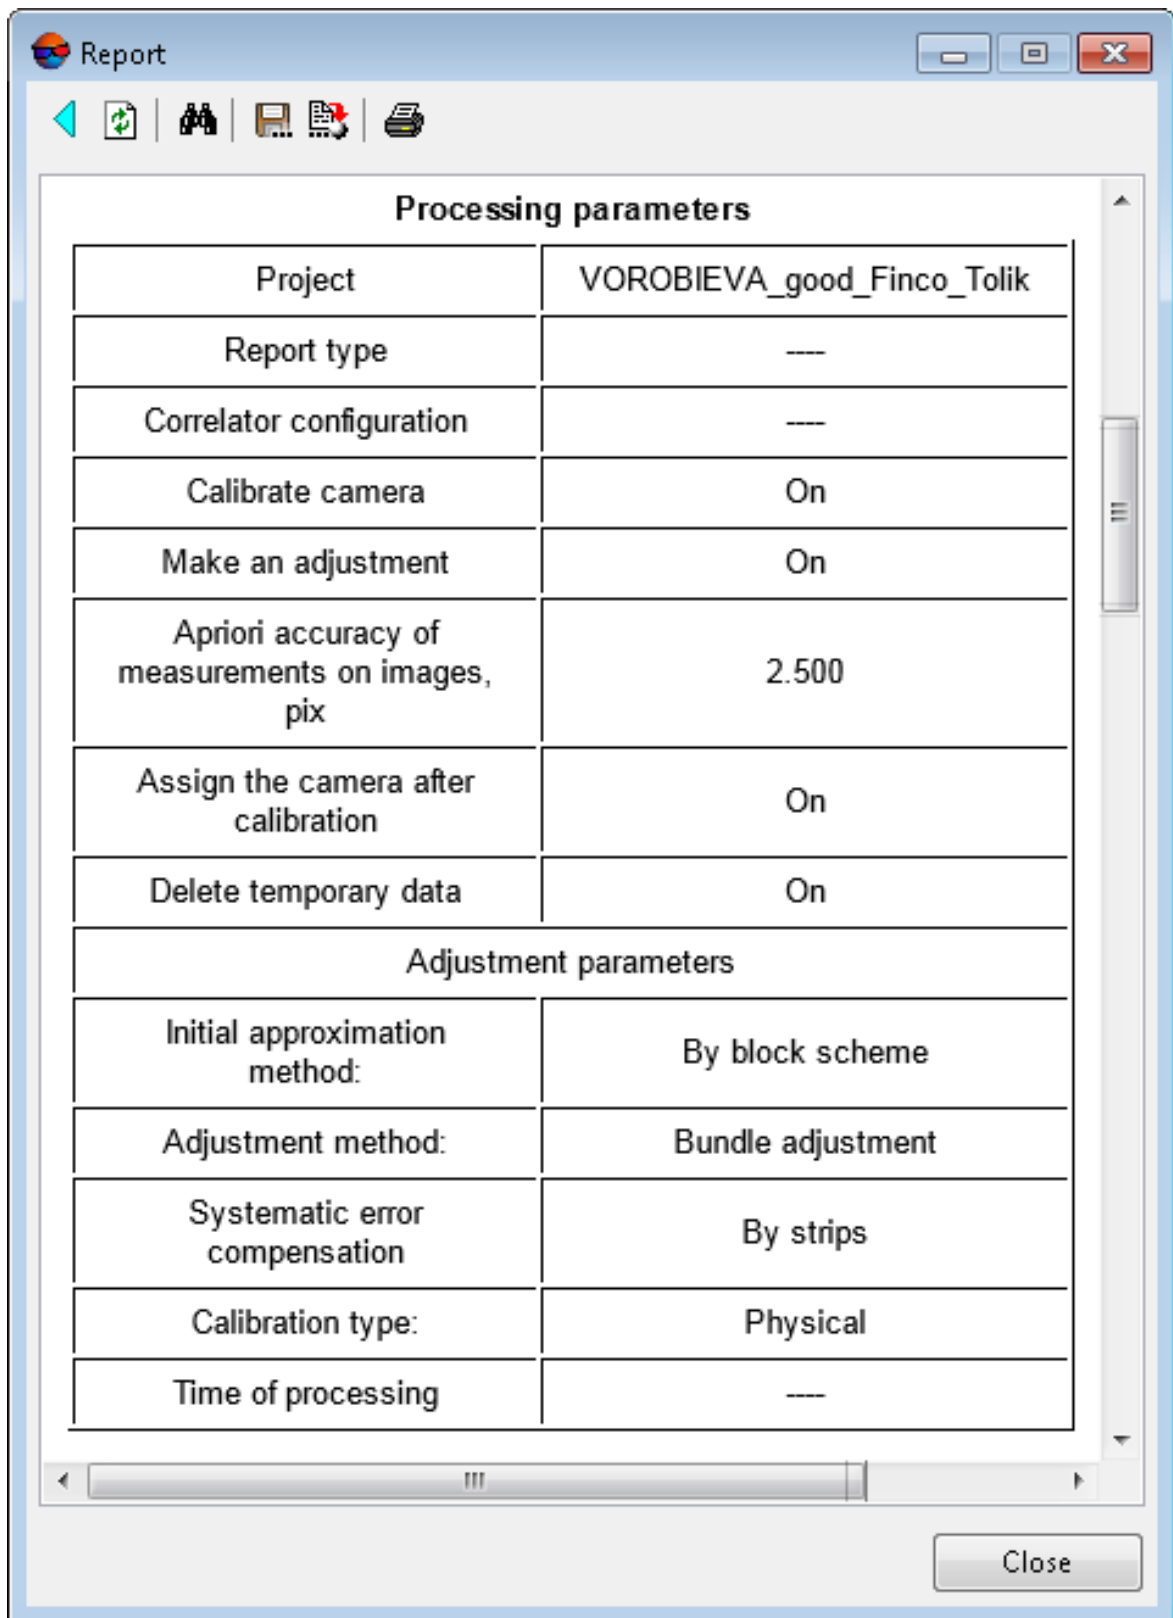 Report
Processing parameters
Project VOROBIEVA_good_Finco_Tolik
Report type ----
Correlator configuration ----
Calibrate camera On
Make an adjustment On
Apriori accuracy of
measurements on images,
pix
2.500
Assign the camera after
calibration
On
Delete temporary data On
Adjustment parameters
Initial approximation
method:
By block scheme
Adjustment method: Bundle adjustment
Systematic error
compensation
By strips
Calibration type: Physical
Time of processing ----
Close